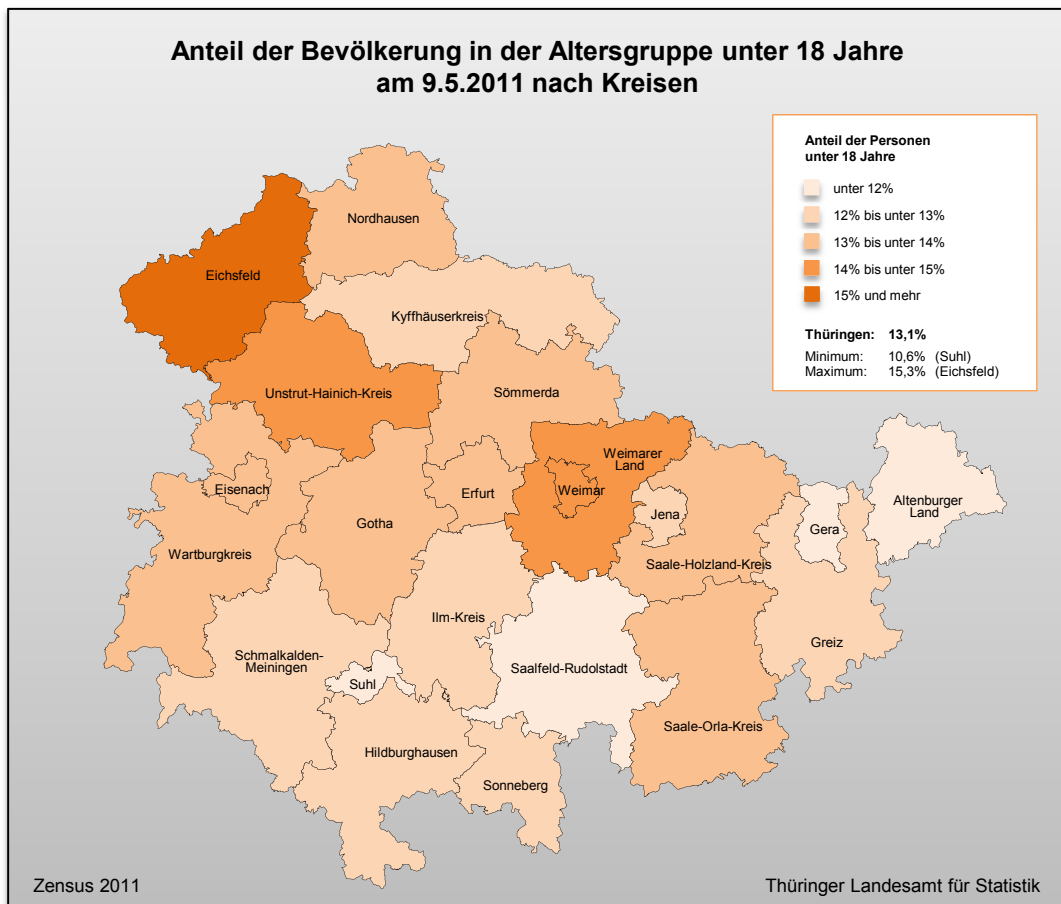 Anteil der Bevölkerung in der Altersgruppe unter 18 Jahre
am 9.5.2011 nach Kreisen
Anteil der Personen
unter 18 Jahre
unter 12%
12% bis unter 13%
13% bis unter 14%
14% bis unter 15%
15% und mehr
Thüringen: 13,1%
Minimum: 10,6% (Suhl)
Maximum: 15,3% (Eichsfeld)
Nordhausen
Eichsfeld
Kyffhäuserkreis
Unstrut-Hainich-Kreis
Sömmerda
Weimarer
Land
Eisenach
Erfurt
Weimar
Altenburger
Land
Jena
Gera
Gotha
Wartburgkreis
Saale-Holzland-Kreis
Ilm-Kreis
Greiz
Schmalkalden-
Meiningen
Saalfeld-Rudolstadt
Suhl
Saale-Orla-Kreis
Hildburghausen
Sonneberg
Zensus 2011
Thüringer Landesamt für Statistik